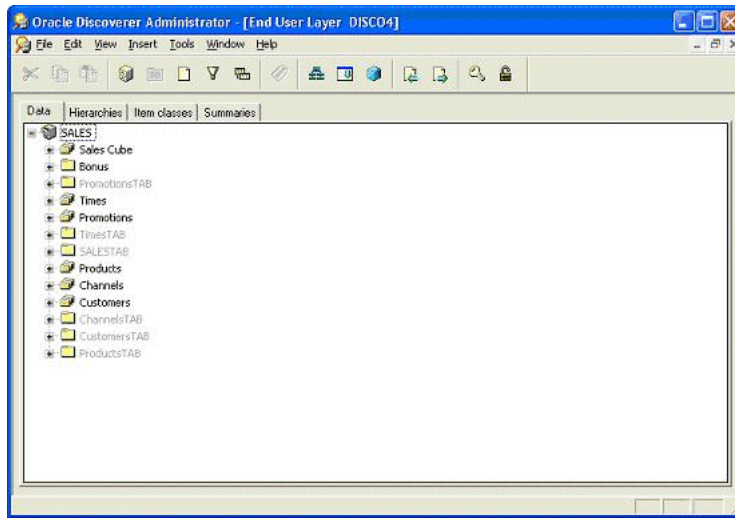 Oracle Discoverer Administrator - [End User Layer DISCO4]
File Edit View Insert Tools Window Help
Data Hierarchies Item classes Summaries
SALES
Sales Cube
Bonus
PromotionsTAB
Times
Promotions
TimesTAB
SALESTAB
Products
Channels
Customers
ChannelsTAB
CustomersTAB
ProductsTAB